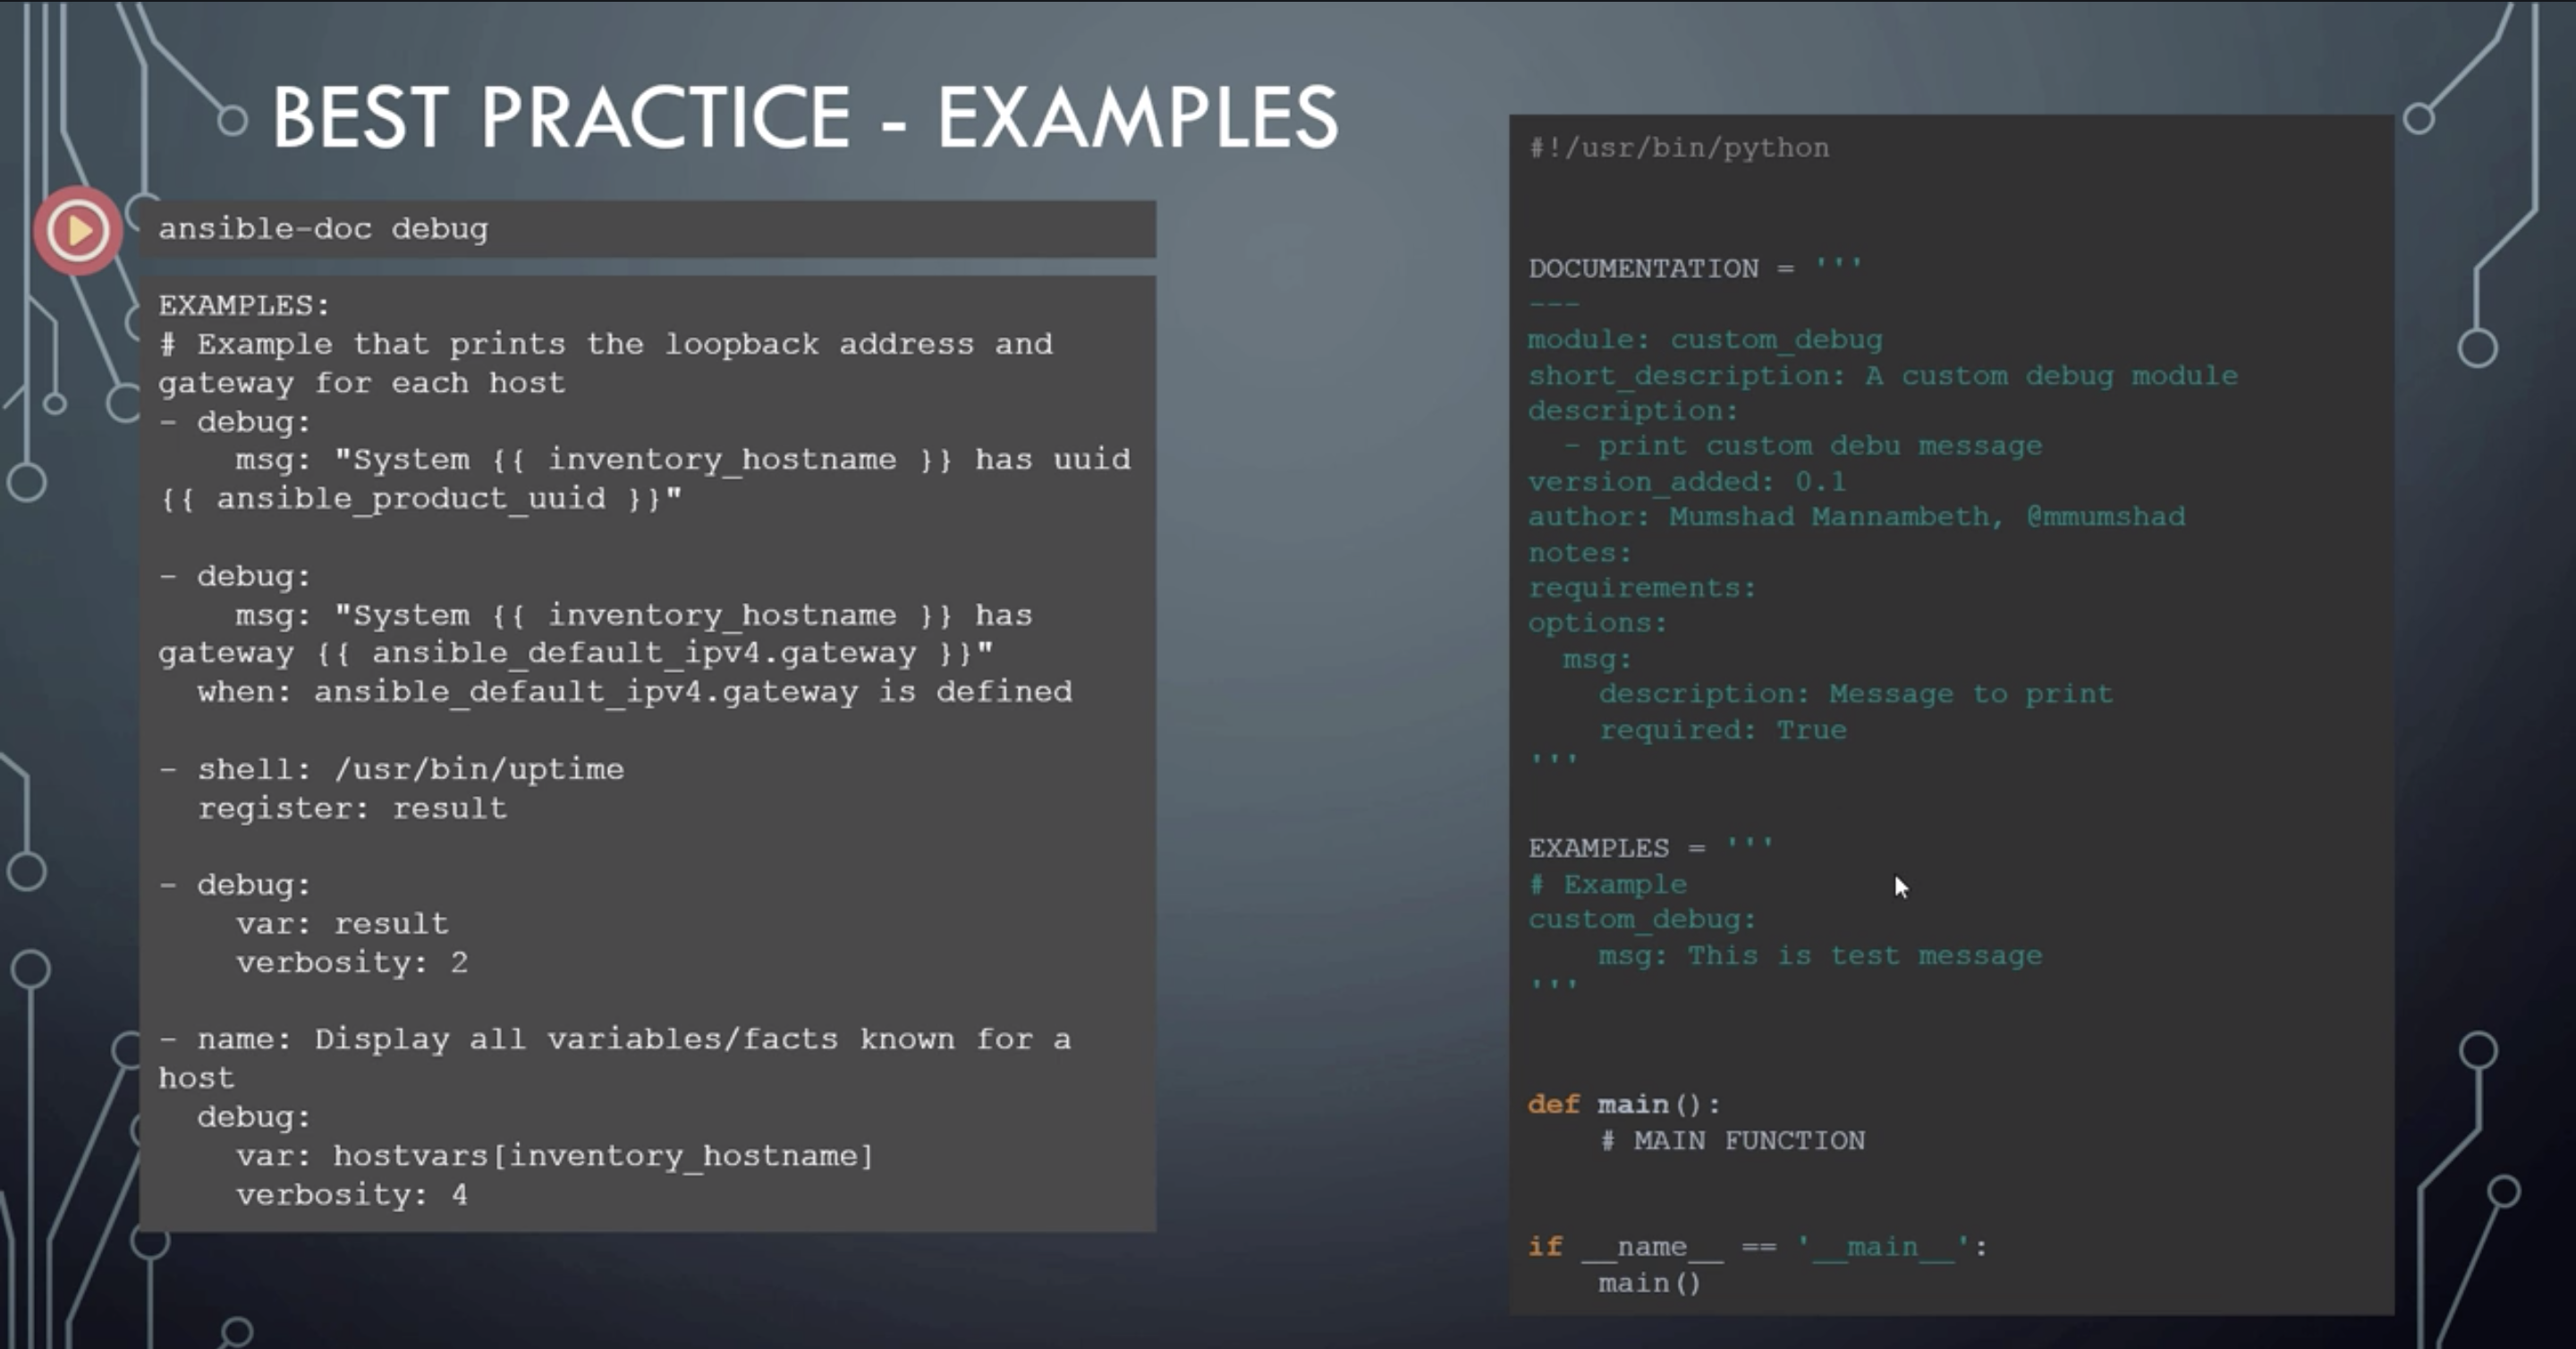 BEST PRACTICE - EXAMPLES
ansible-doc debug
EXAMPLES:
# Example that prints the loopback address and
gateway for each host
- debug:
    msg: "System {{ inventory_hostname }} has uuid
{{ ansible_product_uuid }}"
- debug:
    msg: "System {{ inventory_hostname }} has
gateway {{ ansible_default_ipv4.gateway }}"
  when: ansible_default_ipv4.gateway is defined
- shell: /usr/bin/uptime
  register: result
- debug:
    var: result
    verbosity: 2
- name: Display all variables/facts known for a
host
  debug:
    var: hostvars[inventory_hostname]
    verbosity: 4
#!/usr/bin/python
DOCUMENTATION = '''
---
module: custom_debug
short_description: A custom debug module
description:
  - print custom debu message
version_added: 0.1
author: Mumshad Mannambeth, @mmumshad
notes:
requirements:
options:
  msg:
    description: Message to print
    required: True
'''
EXAMPLES = '''
# Example
custom_debug:
    msg: This is test message
'''
def main():
    # MAIN FUNCTION
if __name__ == '__main__':
    main()